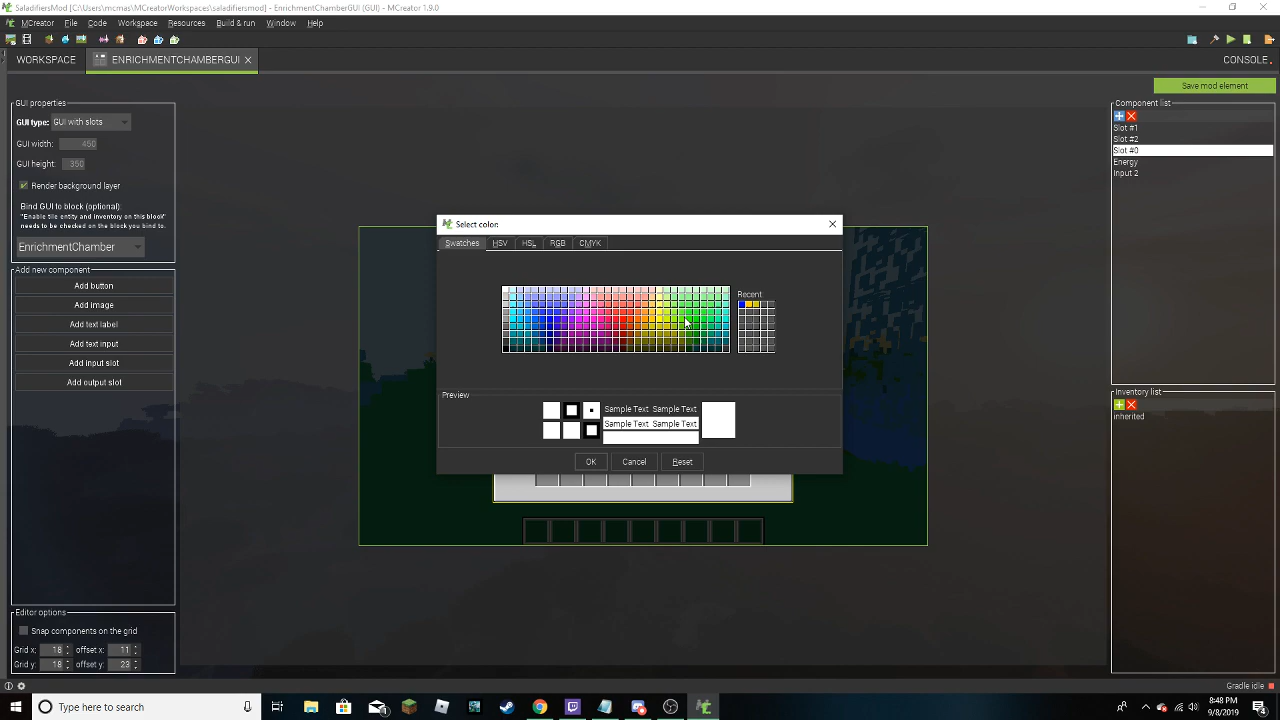 SaladifiersMod (C:\Users\mcmas\MCreatorWorkspaces\saladifiersmod) - EnrichmentChamberGUI (GUI) - MCreator 1.9.0
MCreator File Code Workspace Resources Build & run Window Help
WORKSPACE ENRICHMENTCHAMBERGUI CONSOLE
Save mod element
GUI properties
GUI type: GUI with slots
GUI width: 450
GUI height: 350
Render background layer
Bind GUI to block (optional):
"Enable tile entity and inventory on this block"
needs to be checked on the block you bind to.
EnrichmentChamber
Add new component
Add button
Add image
Add text label
Add text input
Add input slot
Add output slot
Editor options
Snap components on the grid
Grid x: 18 offset x: 11
Grid y: 18 offset y: 23
Select color:
Swatches HSV HSL RGB CMYK
Recent
Preview
Sample Text Sample Text
Sample Text Sample Text
OK Cancel Reset
Component list
Slot #1
Slot #2
Slot #0
Energy
Input 2
Inventory list
inherited
Gradle idle
Type here to search
8:48 PM
9/8/2019